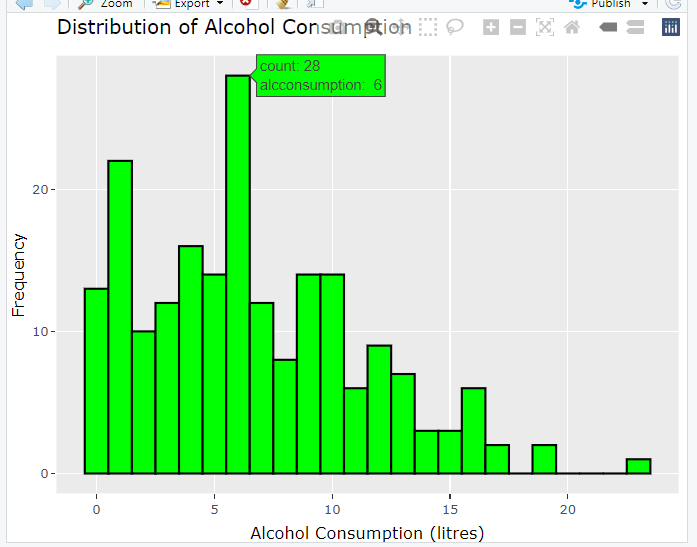 Zoom Export Publish
Distribution of Alcohol Consumption
count: 28
alcconsumption: 6
20
10
0
Frequency
0 5 10 15 20
Alcohol Consumption (litres)